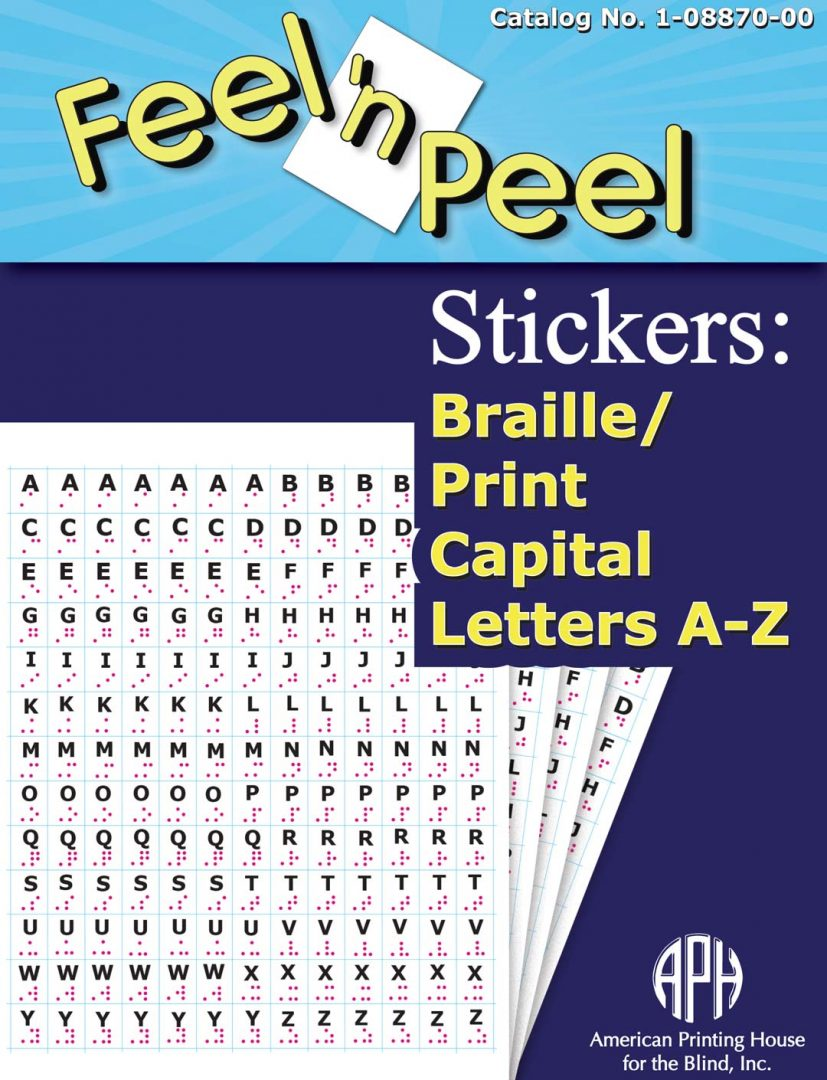 Catalog No. 1-08870-00
Feel 'n Peel
Stickers:
Braille/
Print
Capital
Letters A-Z
A A A A A A A B B B B
C C C C C C D D D D D
E E E E E E E F F F F
G G G G G G H H H H H
I I I I I I I J J J J
K K K K K K L L L L L L L
M M M M M M M N N N N N N
O O O O O O P P P P P P P
Q Q Q Q Q Q Q R R R R R R
S S S S S S T T T T T T T
U U U U U U U V V V V V V
W W W W W W X X X X X X X
Y Y Y Y Y Y Y Z Z Z Z Z Z
H
J
L
F
H
J
D
F
H
J
APH
American Printing House
for the Blind, Inc.